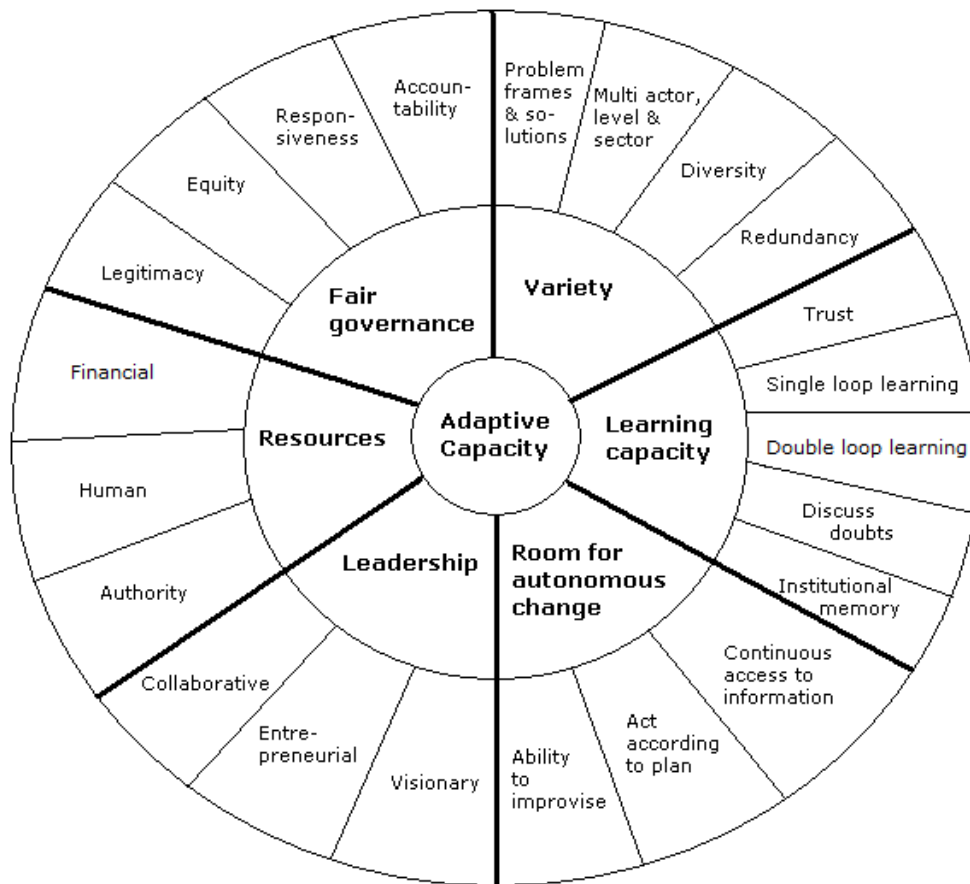 Adaptive
Capacity
Variety
Problem
frames
& so-
lutions
Multi actor,
level &
sector
Diversity
Redundancy
Learning
capacity
Trust
Single loop learning
Double loop learning
Discuss
doubts
Institutional
memory
Room for
autonomous
change
Continuous
access to
information
Act
according
to plan
Ability
to
improvise
Leadership
Visionary
Entre-
preneurial
Collaborative
Resources
Authority
Human
Financial
Fair
governance
Legitimacy
Equity
Respon-
siveness
Accoun-
tability